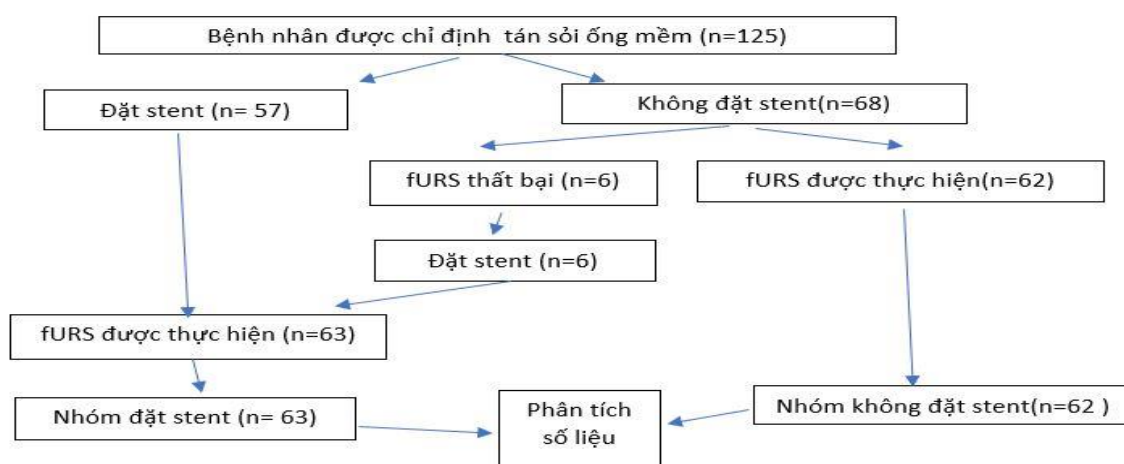 Bệnh nhân được chỉ định tán sỏi ống mềm (n=125)
Đặt stent (n= 57)
Không đặt stent(n=68)
fURS thất bại (n=6)
fURS được thực hiện(n=62)
Đặt stent (n=6)
fURS được thực hiện (n=63)
Nhóm đặt stent (n= 63)
Phân tích
số liệu
Nhóm không đặt stent(n=62 )